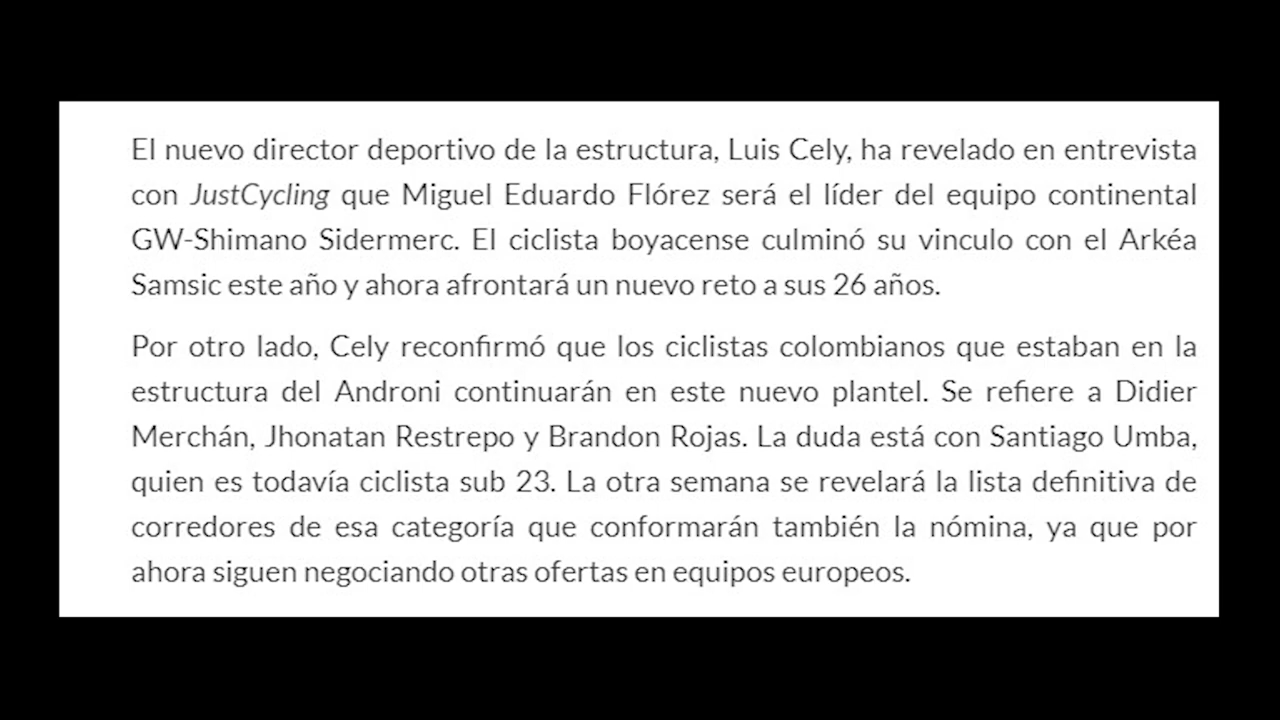 El nuevo director deportivo de la estructura, Luis Cely, ha revelado en entrevista
con JustCycling que Miguel Eduardo Flórez será el líder del equipo continental
GW-Shimano Sidermerc. El ciclista boyacense culminó su vinculo con el Arkéa
Samsic este año y ahora afrontará un nuevo reto a sus 26 años.
Por otro lado, Cely reconfirmó que los ciclistas colombianos que estaban en la
estructura del Androni continuarán en este nuevo plantel. Se refiere a Didier
Merchán, Jhonatan Restrepo y Brandon Rojas. La duda está con Santiago Umba,
quien es todavía ciclista sub 23. La otra semana se revelará la lista definitiva de
corredores de esa categoría que conformarán también la nómina, ya que por
ahora siguen negociando otras ofertas en equipos europeos.